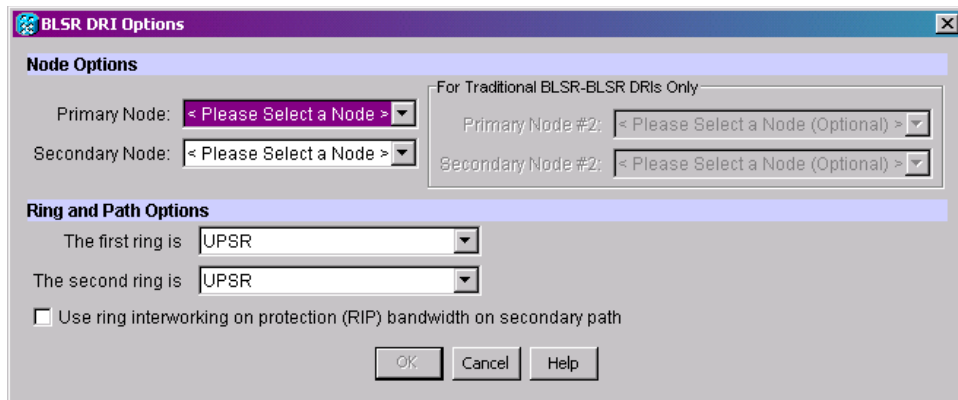 BLSR DRI Options
Node Options
For Traditional BLSR-BLSR DRIs Only
Primary Node: < Please Select a Node >
Primary Node #2: < Please Select a Node (Optional) >
Secondary Node: < Please Select a Node >
Secondary Node #2: < Please Select a Node (Optional) >
Ring and Path Options
The first ring is UPSR
The second ring is UPSR
Use ring interworking on protection (RIP) bandwidth on secondary path
OK Cancel Help